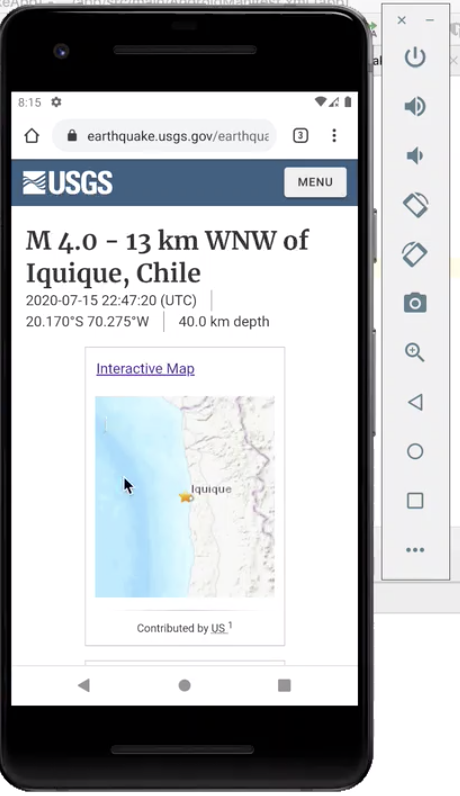 8:15
earthquake.usgs.gov/earthqua
3
USGS
MENU
M 4.0 - 13 km WNW of
Iquique, Chile
2020-07-15 22:47:20 (UTC)
20.170°S 70.275°W
40.0 km depth
Interactive Map
Iquique
Contributed by US 1